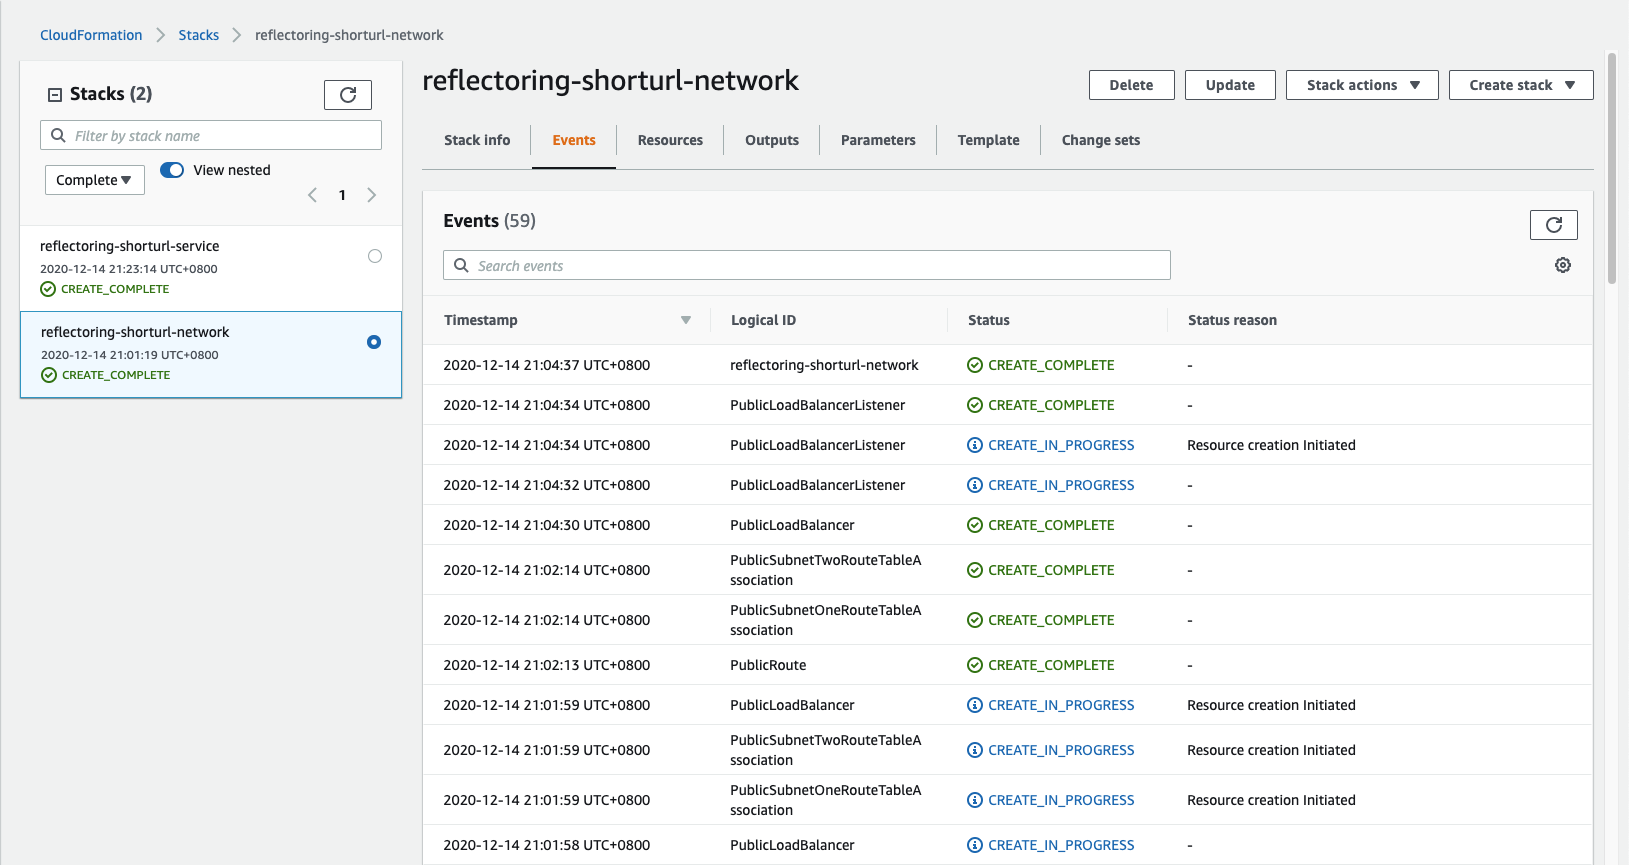 CloudFormation > Stacks > reflectoring-shorturl-network
Stacks (2)
Filter by stack name
Complete
View nested
1
reflectoring-shorturl-service
2020-12-14 21:23:14 UTC+0800
CREATE_COMPLETE
reflectoring-shorturl-network
2020-12-14 21:01:19 UTC+0800
CREATE_COMPLETE
reflectoring-shorturl-network
Delete Update Stack actions Create stack
Stack info Events Resources Outputs Parameters Template Change sets
Events (59)
Search events
Timestamp Logical ID Status Status reason
2020-12-14 21:04:37 UTC+0800 reflectoring-shorturl-network CREATE_COMPLETE -
2020-12-14 21:04:34 UTC+0800 PublicLoadBalancerListener CREATE_COMPLETE -
2020-12-14 21:04:34 UTC+0800 PublicLoadBalancerListener CREATE_IN_PROGRESS Resource creation Initiated
2020-12-14 21:04:32 UTC+0800 PublicLoadBalancerListener CREATE_IN_PROGRESS -
2020-12-14 21:04:30 UTC+0800 PublicLoadBalancer CREATE_COMPLETE -
2020-12-14 21:02:14 UTC+0800 PublicSubnetTwoRouteTableA
ssociation CREATE_COMPLETE -
2020-12-14 21:02:14 UTC+0800 PublicSubnetOneRouteTableA
ssociation CREATE_COMPLETE -
2020-12-14 21:02:13 UTC+0800 PublicRoute CREATE_COMPLETE -
2020-12-14 21:01:59 UTC+0800 PublicLoadBalancer CREATE_IN_PROGRESS Resource creation Initiated
2020-12-14 21:01:59 UTC+0800 PublicSubnetTwoRouteTableA
ssociation CREATE_IN_PROGRESS Resource creation Initiated
2020-12-14 21:01:59 UTC+0800 PublicSubnetOneRouteTableA
ssociation CREATE_IN_PROGRESS Resource creation Initiated
2020-12-14 21:01:58 UTC+0800 PublicLoadBalancer CREATE_IN_PROGRESS -